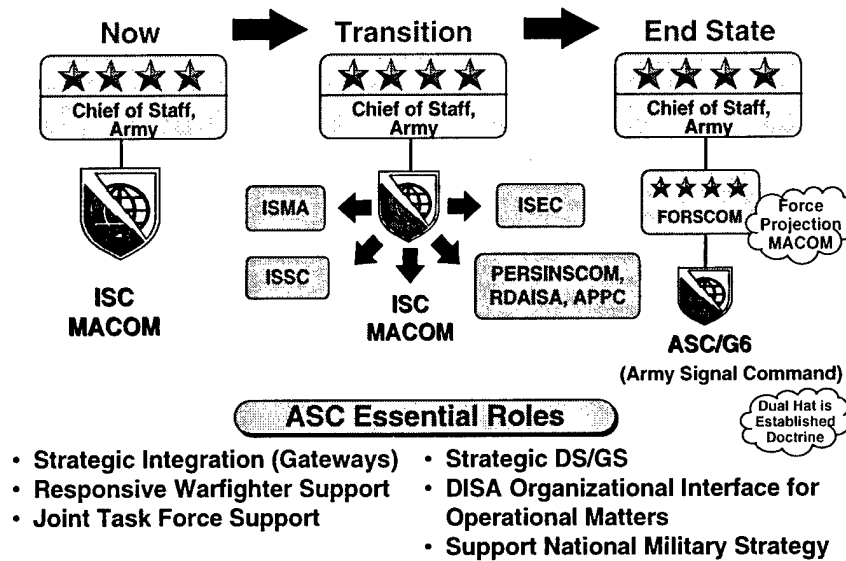 Now
Transition
End State
Chief of Staff,
Army
Chief of Staff,
Army
Chief of Staff,
Army
ISC
MACOM
ISMA
ISEC
ISSC
PERSINSCOM,
RDAISA, APPC
ISC
MACOM
FORSCOM
Force
Projection
MACOM
ASC/G6
(Army Signal Command)
Dual Hat is
Established
Doctrine
ASC Essential Roles
• Strategic Integration (Gateways)
• Responsive Warfighter Support
• Joint Task Force Support
• Strategic DS/GS
• DISA Organizational Interface for
Operational Matters
• Support National Military Strategy